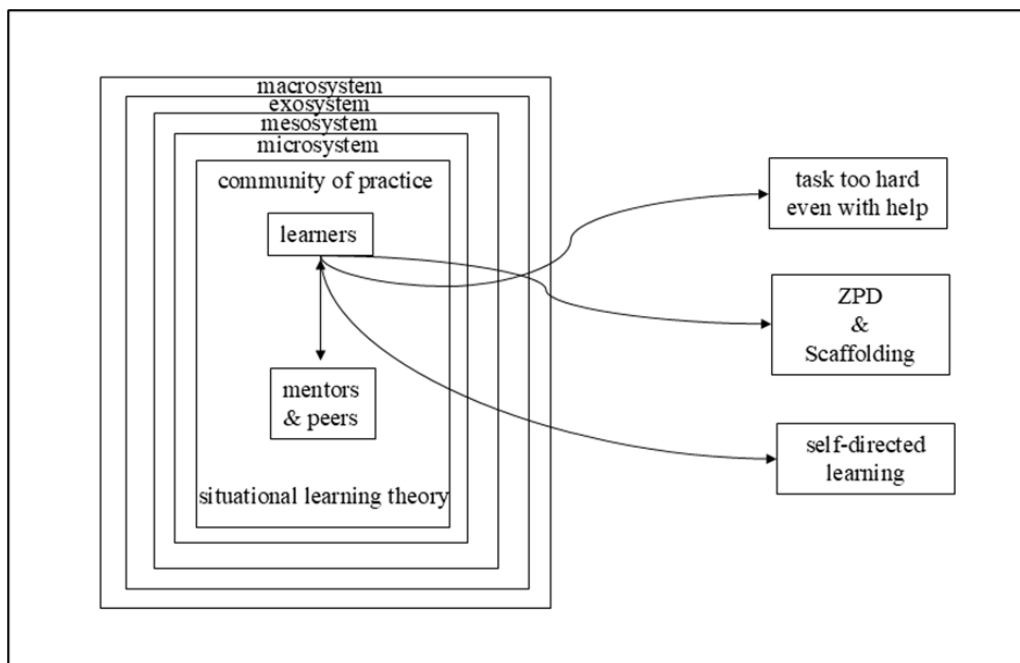 macrosystem
exosystem
mesosystem
microsystem
community of practice
learners
mentors
& peers
situational learning theory
task too hard
even with help
ZPD
&
Scaffolding
self-directed
learning